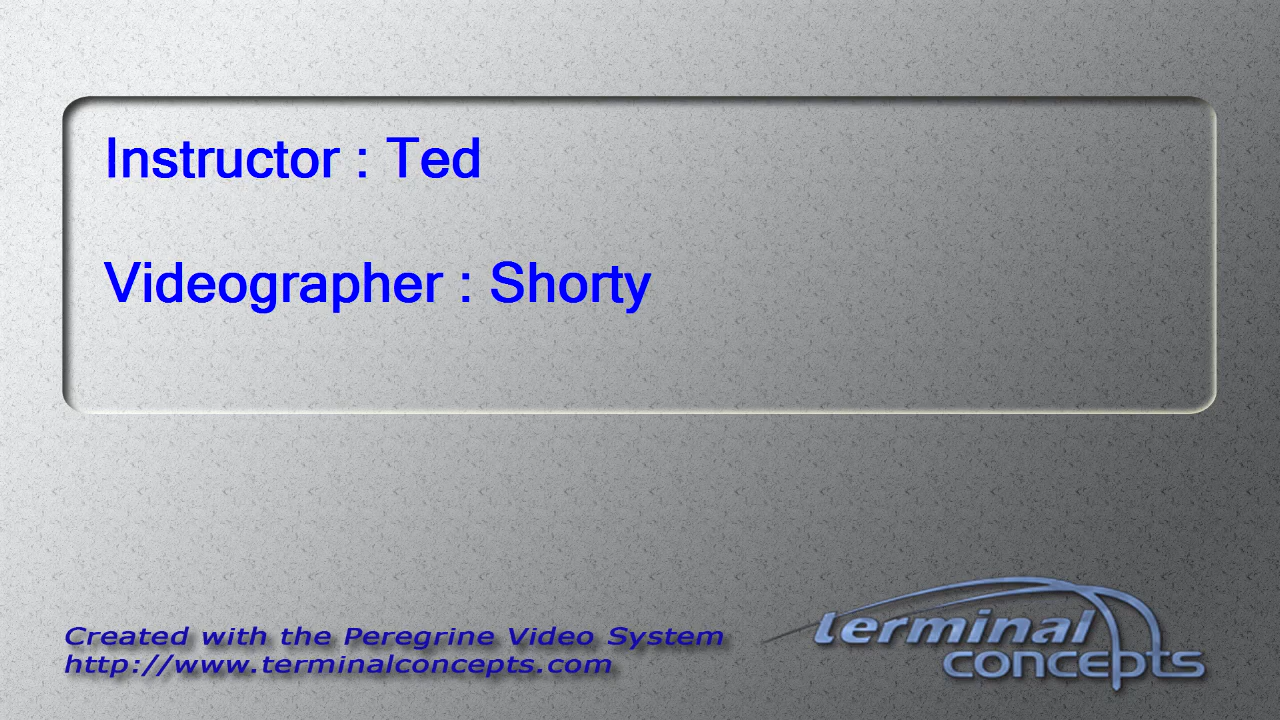 Instructor : Ted
Videographer : Shorty
Created with the Peregrine Video System
http://www.terminalconcepts.com
terminal
concepts